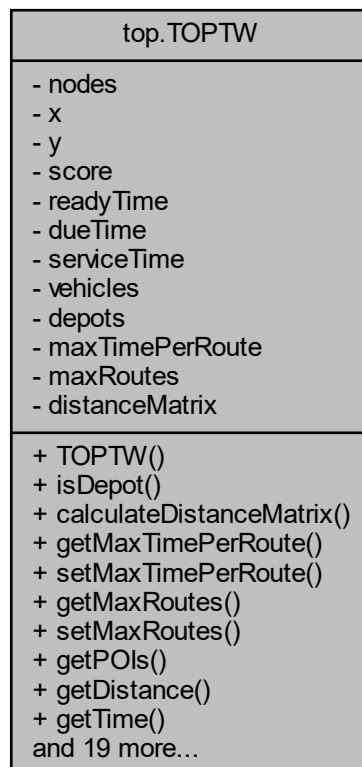 top.TOPTW
- nodes
- x
- y
- score
- readyTime
- dueTime
- serviceTime
- vehicles
- depots
- maxTimePerRoute
- maxRoutes
- distanceMatrix
+ TOPTW()
+ isDepot()
+ calculateDistanceMatrix()
+ getMaxTimePerRoute()
+ setMaxTimePerRoute()
+ getMaxRoutes()
+ setMaxRoutes()
+ getPOIs()
+ getDistance()
+ getTime()
and 19 more...